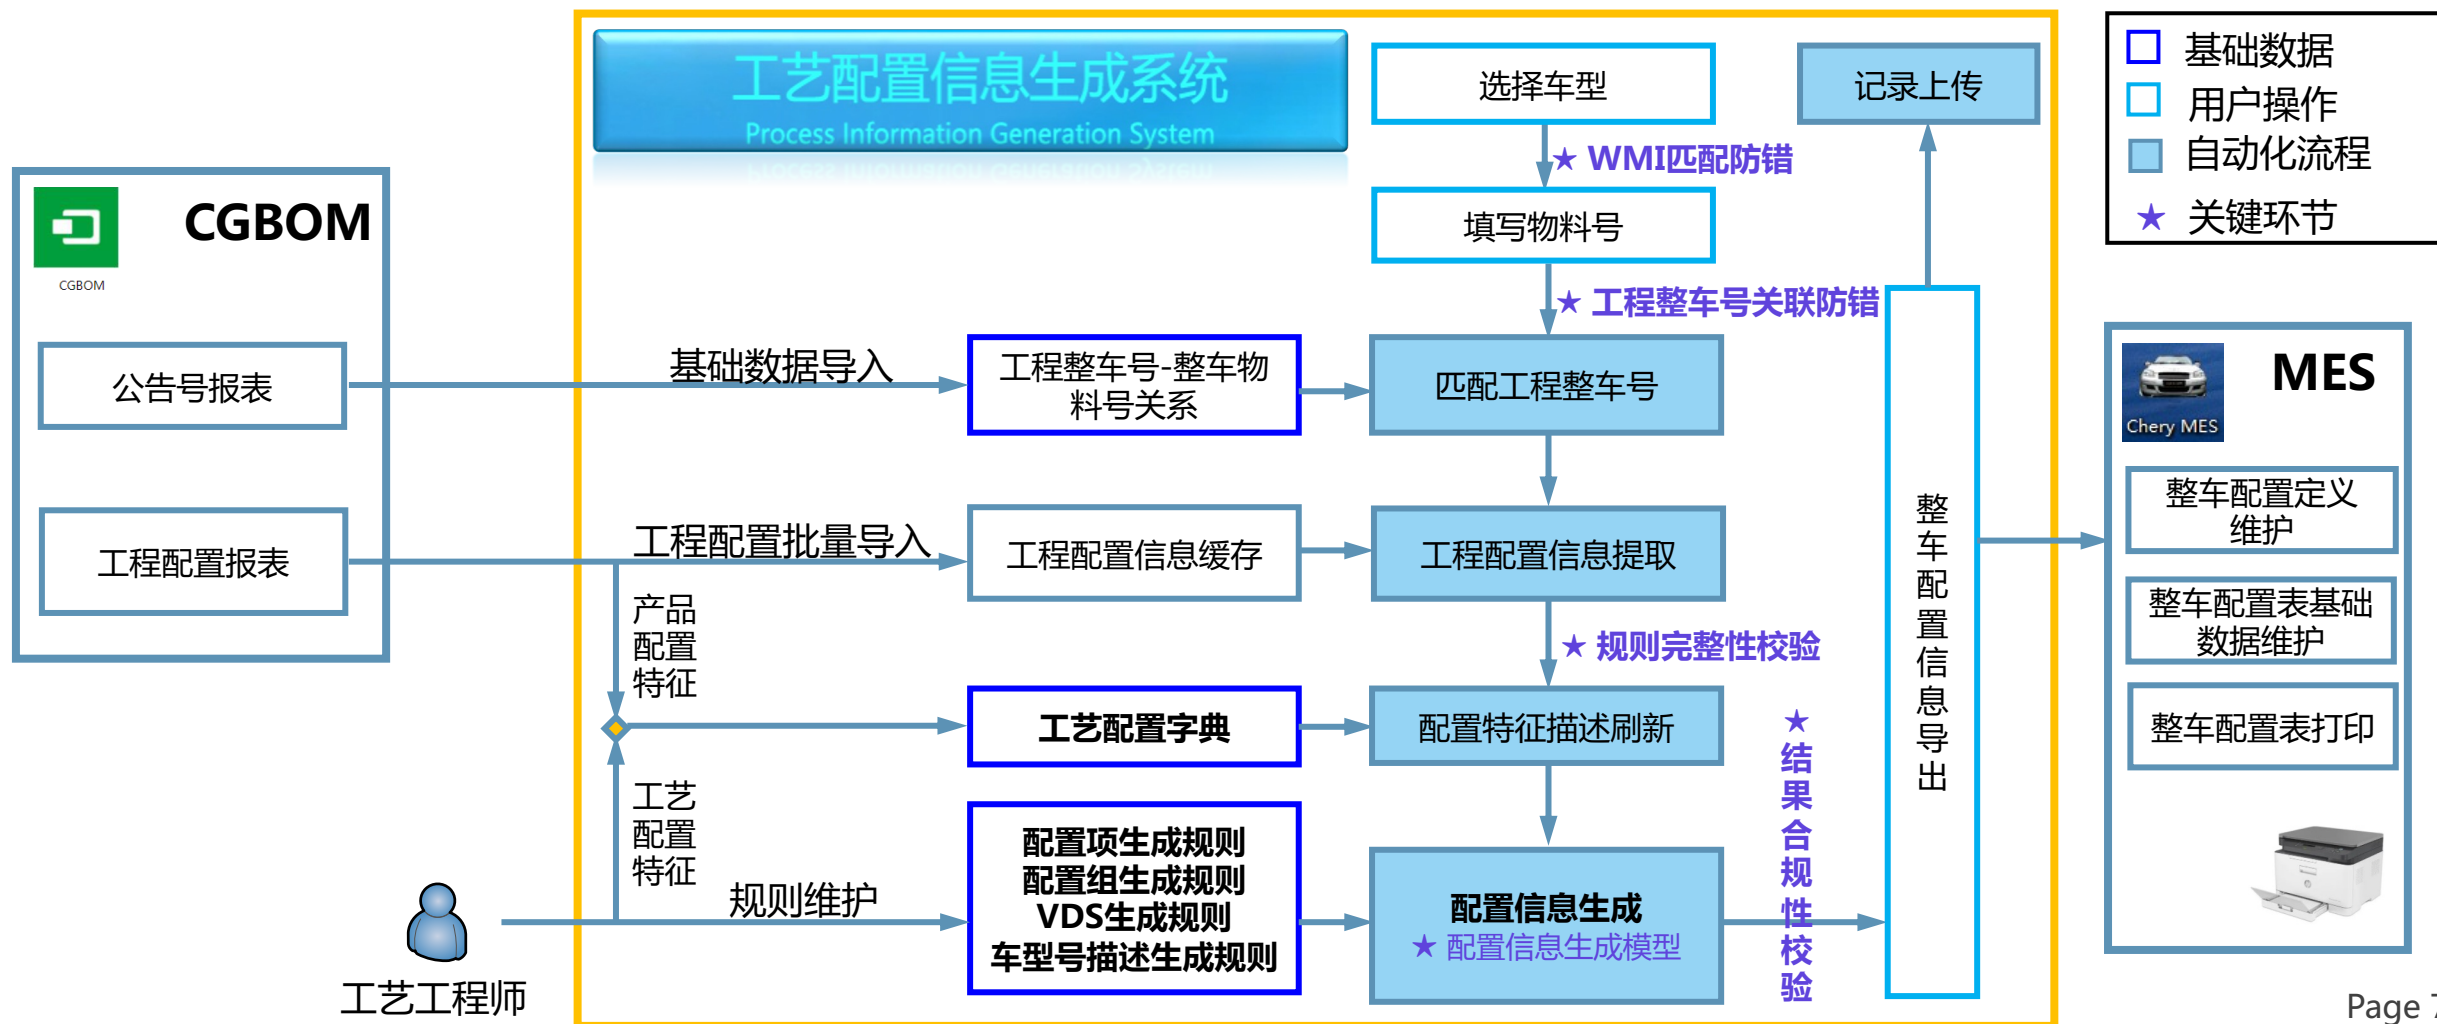 工艺配置信息生成系统
Process Information Generation System
选择车型
记录上传
基础数据
用户操作
自动化流程
★ 关键环节
★ WMI匹配防错
CGBOM
CGBOM
填写物料号
★ 工程整车号关联防错
公告号报表
基础数据导入
工程整车号-整车物
料号关系
匹配工程整车号
MES
Chery MES
工程配置报表
工程配置批量导入
工程配置信息缓存
工程配置信息提取
整车配置信息导出
整车配置定义
维护
整车配置表基础
数据维护
整车配置表打印
产品
配置
特征
★ 规则完整性校验
工艺配置字典
配置特征描述刷新
★结果合规性校验
工艺
配置
特征
规则维护
配置项生成规则
配置组生成规则
VDS生成规则
车型号描述生成规则
配置信息生成
★ 配置信息生成模型
工艺工程师
Page 7